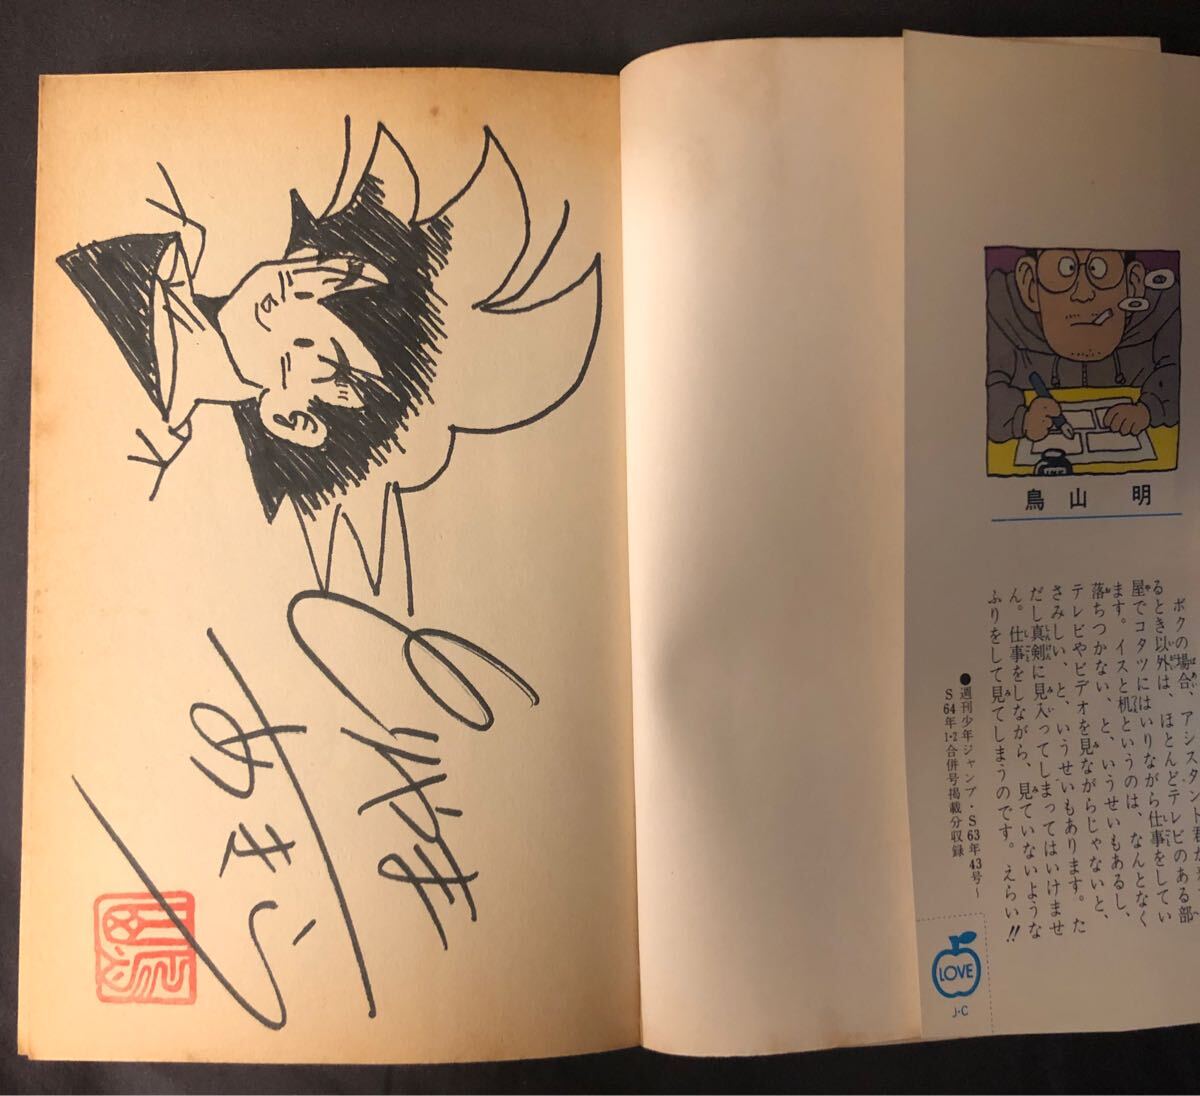 あきら
鳥山 明
ボクの場合、アシスタント君が
るとき以外は、ほとんどテレビのある部
屋でコタツにはいりながら仕事をしてい
ます。イスと机というのは、なんとなく
落ちつかない、と、いうせいもあるし、
テレビやビデオを見ながらじゃないと、
さみしい、と、いうせいもあります。た
だし真剣に見入ってしまってはいけませ
ん。仕事をしながら、見ていないような
ふりをして見てしまうのです。えらい!!
●週刊少年ジャンプ・S63年43号～
S64年1・2合併号掲載分収録
LOVE
J・C